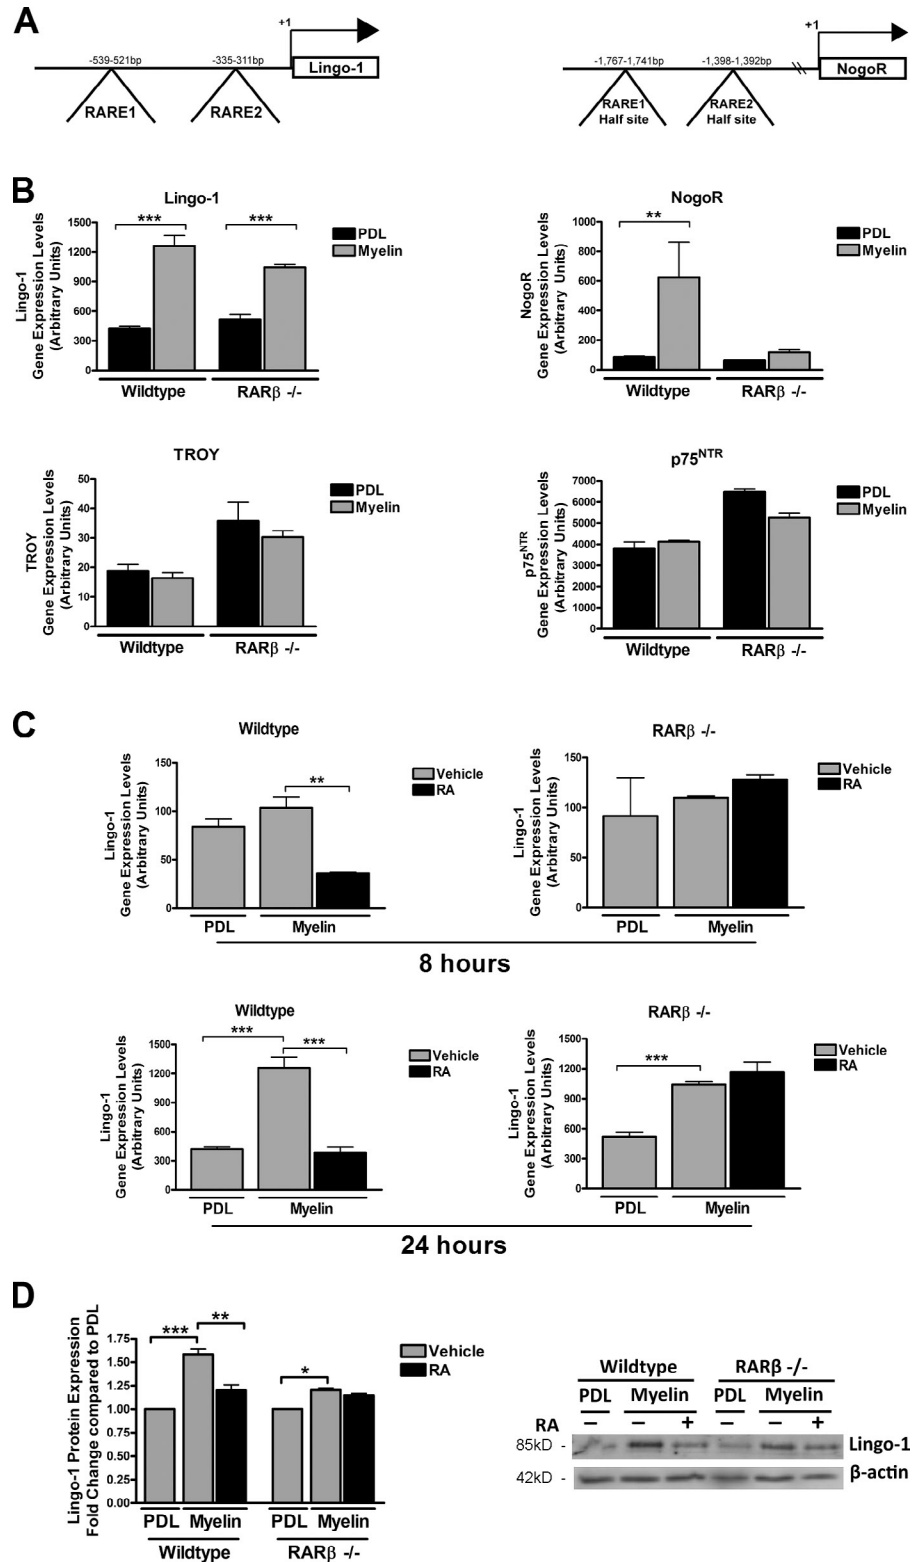 A
-539-521bp
-335-311bp
+1
Lingo-1
RARE1
RARE2
-1,767-1,741bp
-1,398-1,392bp
+1
NogoR
RARE1
Half site
RARE2
Half site
B
Lingo-1
Lingo-1
Gene Expression Levels
(Arbitrary Units)
1500
1200
900
600
300
0
***
***
PDL
Myelin
Wildtype
RARβ -/-
NogoR
NogoR
Gene Expression Levels
(Arbitrary Units)
1000
800
600
400
200
0
**
PDL
Myelin
Wildtype
RARβ -/-
TROY
TROY
Gene Expression Levels
(Arbitrary Units)
50
40
30
20
10
0
PDL
Myelin
Wildtype
RARβ -/-
p75NTR
p75NTR
Gene Expression Levels
(Arbitrary Units)
7000
6000
5000
4000
3000
2000
1000
0
PDL
Myelin
Wildtype
RARβ -/-
C
Wildtype
Lingo-1
Gene Expression Levels
(Arbitrary Units)
150
100
50
0
**
Vehicle
RA
PDL
Myelin
RARβ -/-
Lingo-1
Gene Expression Levels
(Arbitrary Units)
150
100
50
0
Vehicle
RA
PDL
Myelin
8 hours
Wildtype
Lingo-1
Gene Expression Levels
(Arbitrary Units)
1500
1200
900
600
300
0
***
***
Vehicle
RA
PDL
Myelin
RARβ -/-
Lingo-1
Gene Expression Levels
(Arbitrary Units)
1500
1200
900
600
300
0
***
Vehicle
RA
PDL
Myelin
24 hours
D
Lingo-1 Protein Expression
Fold Change compared to PDL
1.75
1.50
1.25
1.00
0.75
0.50
0.25
0.00
***
**
*
Vehicle
RA
PDL Myelin
PDL Myelin
Wildtype
RARβ -/-
Wildtype
RARβ -/-
PDL Myelin PDL Myelin
RA – – + – – +
85kD - Lingo-1
42kD - β-actin